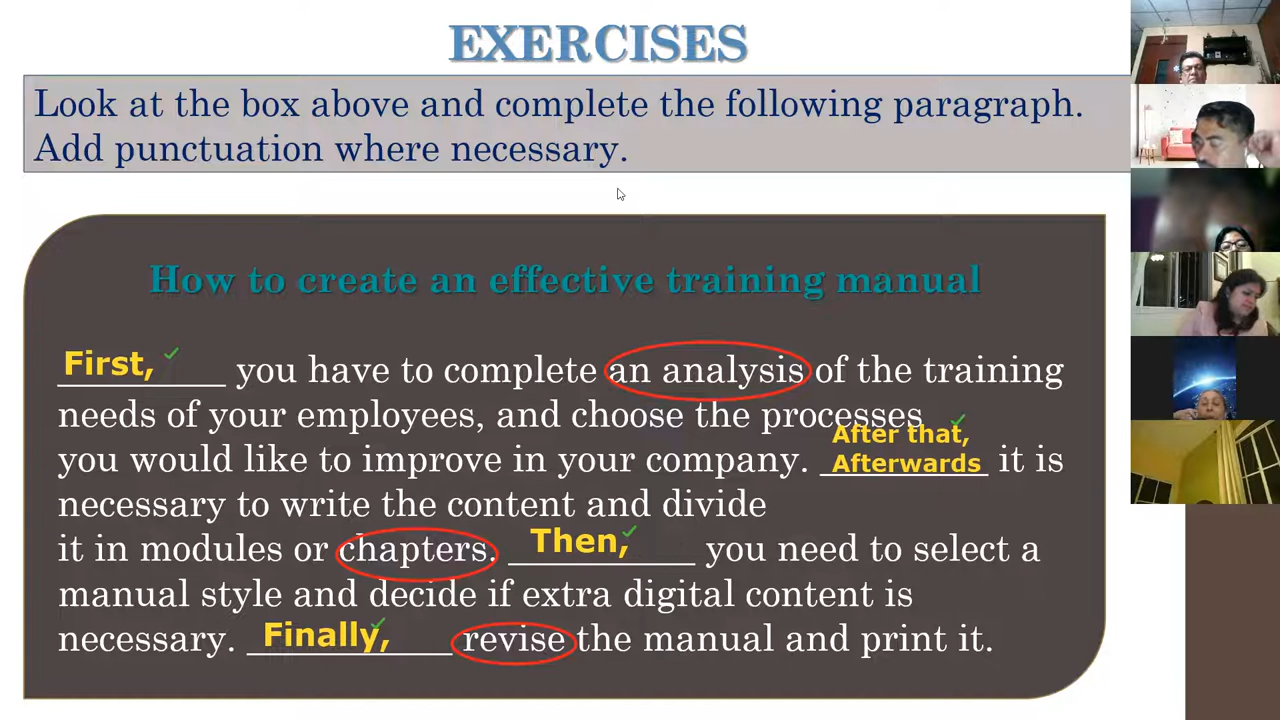 EXERCISES
Look at the box above and complete the following paragraph.
Add punctuation where necessary.
How to create an effective training manual
First, you have to complete an analysis of the training
needs of your employees, and choose the processes
After that,
you would like to improve in your company. Afterwards it is
necessary to write the content and divide
it in modules or chapters. Then, you need to select a
manual style and decide if extra digital content is
necessary. Finally, revise the manual and print it.